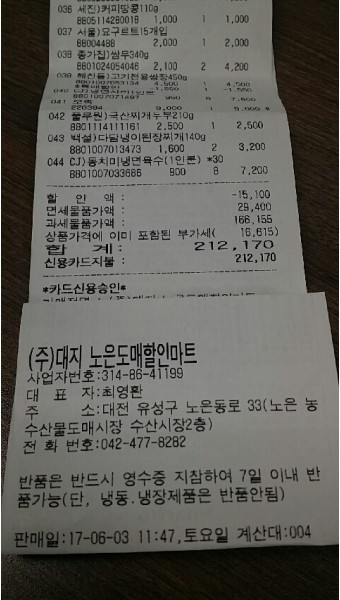 036 세진)커피땅콩110g
8805114280018 1,000 1 1,000
037 서울)요구르트15개입
88004488 2,000 1 2,000
038 종가집)쌈무340g
8801024054046 2,100 2 4,200
039 해찬들)고기전용쌈장450g
4,500 1 4,500
8801007071497 950 8 7,600
041 오복
220384 9,000 1 9,000
042 풀무원)국산찌개두부210g
8801114111161 2,500 1 2,500
043 백설)다담냉이된장찌개140g
8801007013473 1,600 2 3,200
044 CJ)동치미냉면육수(1인분) *30
8801007033686 900 8 7,200
할 인 액 : -15,100
면세물품가액: 29,400
과세물품가액: 166,155
상품가격에이미 포함된 부가세( 16,615)
합 계: 212,170
신용카드지불: 212,170
*카드신용승인*
(주)대지 노은도매할인마트
사업자번호:314-86-41199
대 표 자:최영환
주 소:대전 유성구 노은동로 33(노은 농
수산물도매시장 수산시장2층)
전 화 번호:042-477-8282
반품은 반드시 영수증 지참하여 7일 이내 반
품가능(단, 냉동.냉장제품은 반품안됨)
판매일:17-06-03 11:47,토요일 계산대:004